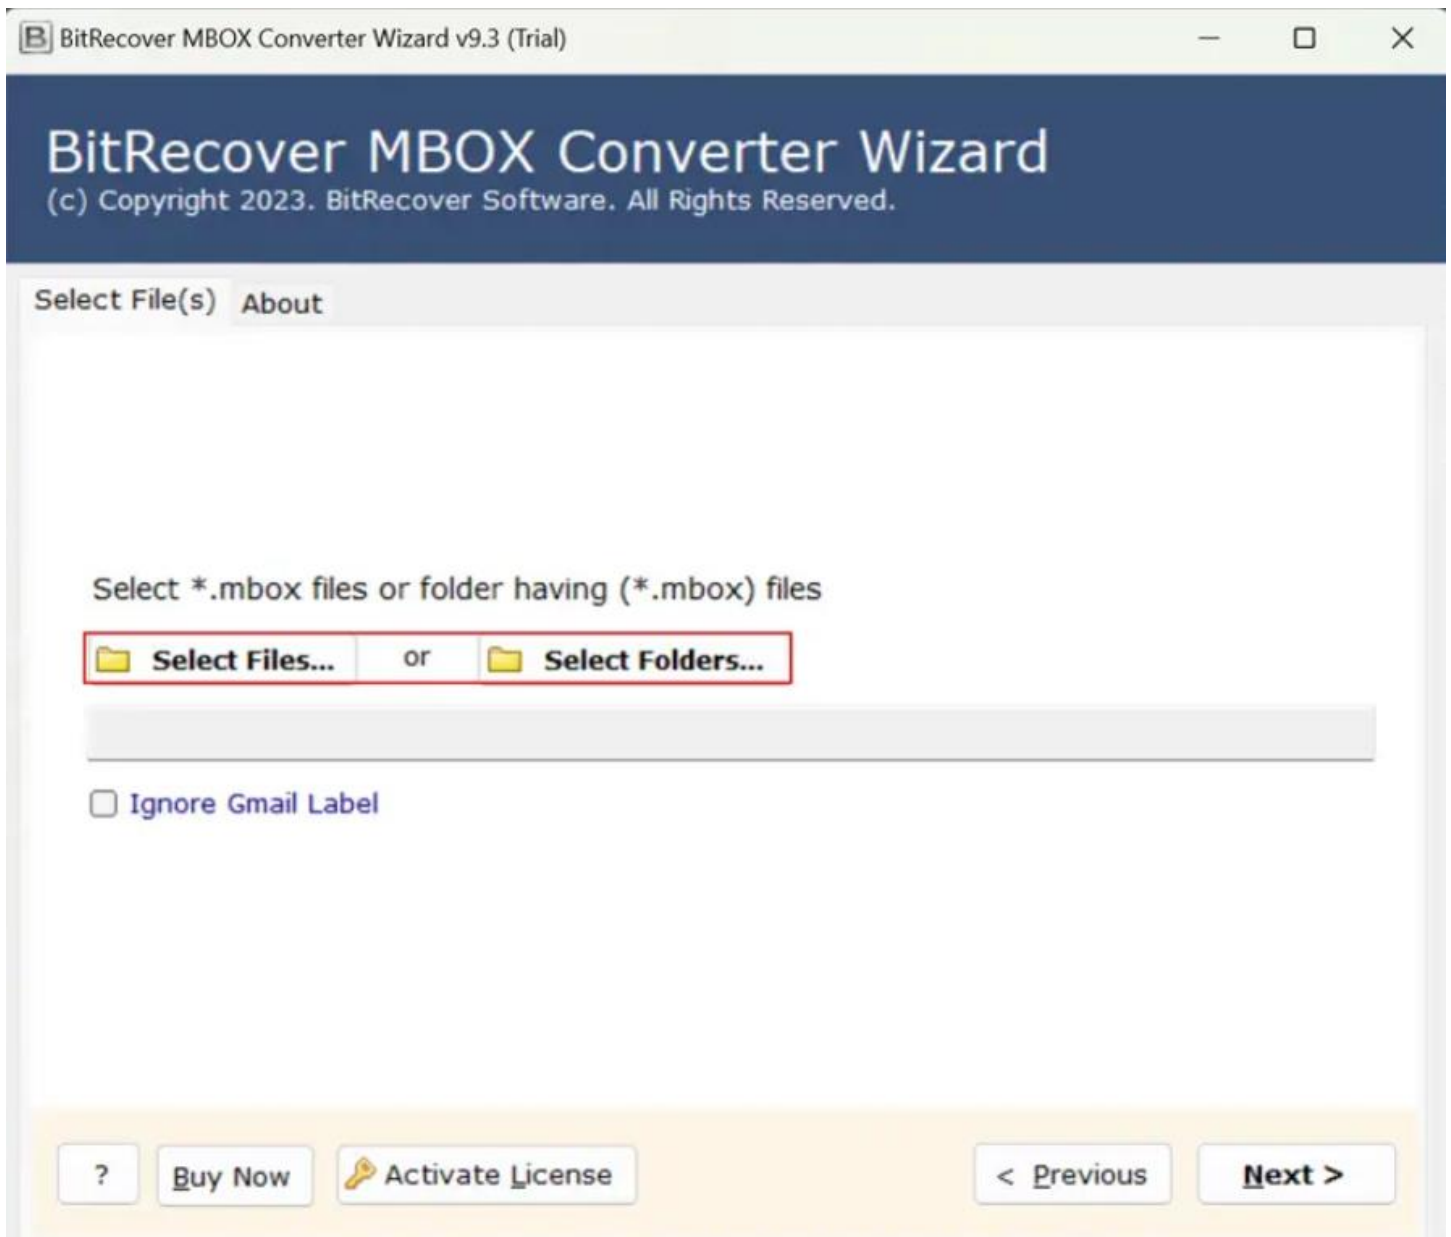 BitRecover MBOX Converter Wizard v9.3 (Trial)
BitRecover MBOX Converter Wizard
(c) Copyright 2023. BitRecover Software. All Rights Reserved.
Select File(s) About
Select *.mbox files or folder having (*.mbox) files
Select Files... or Select Folders...
Ignore Gmail Label
? Buy Now Activate License < Previous Next >